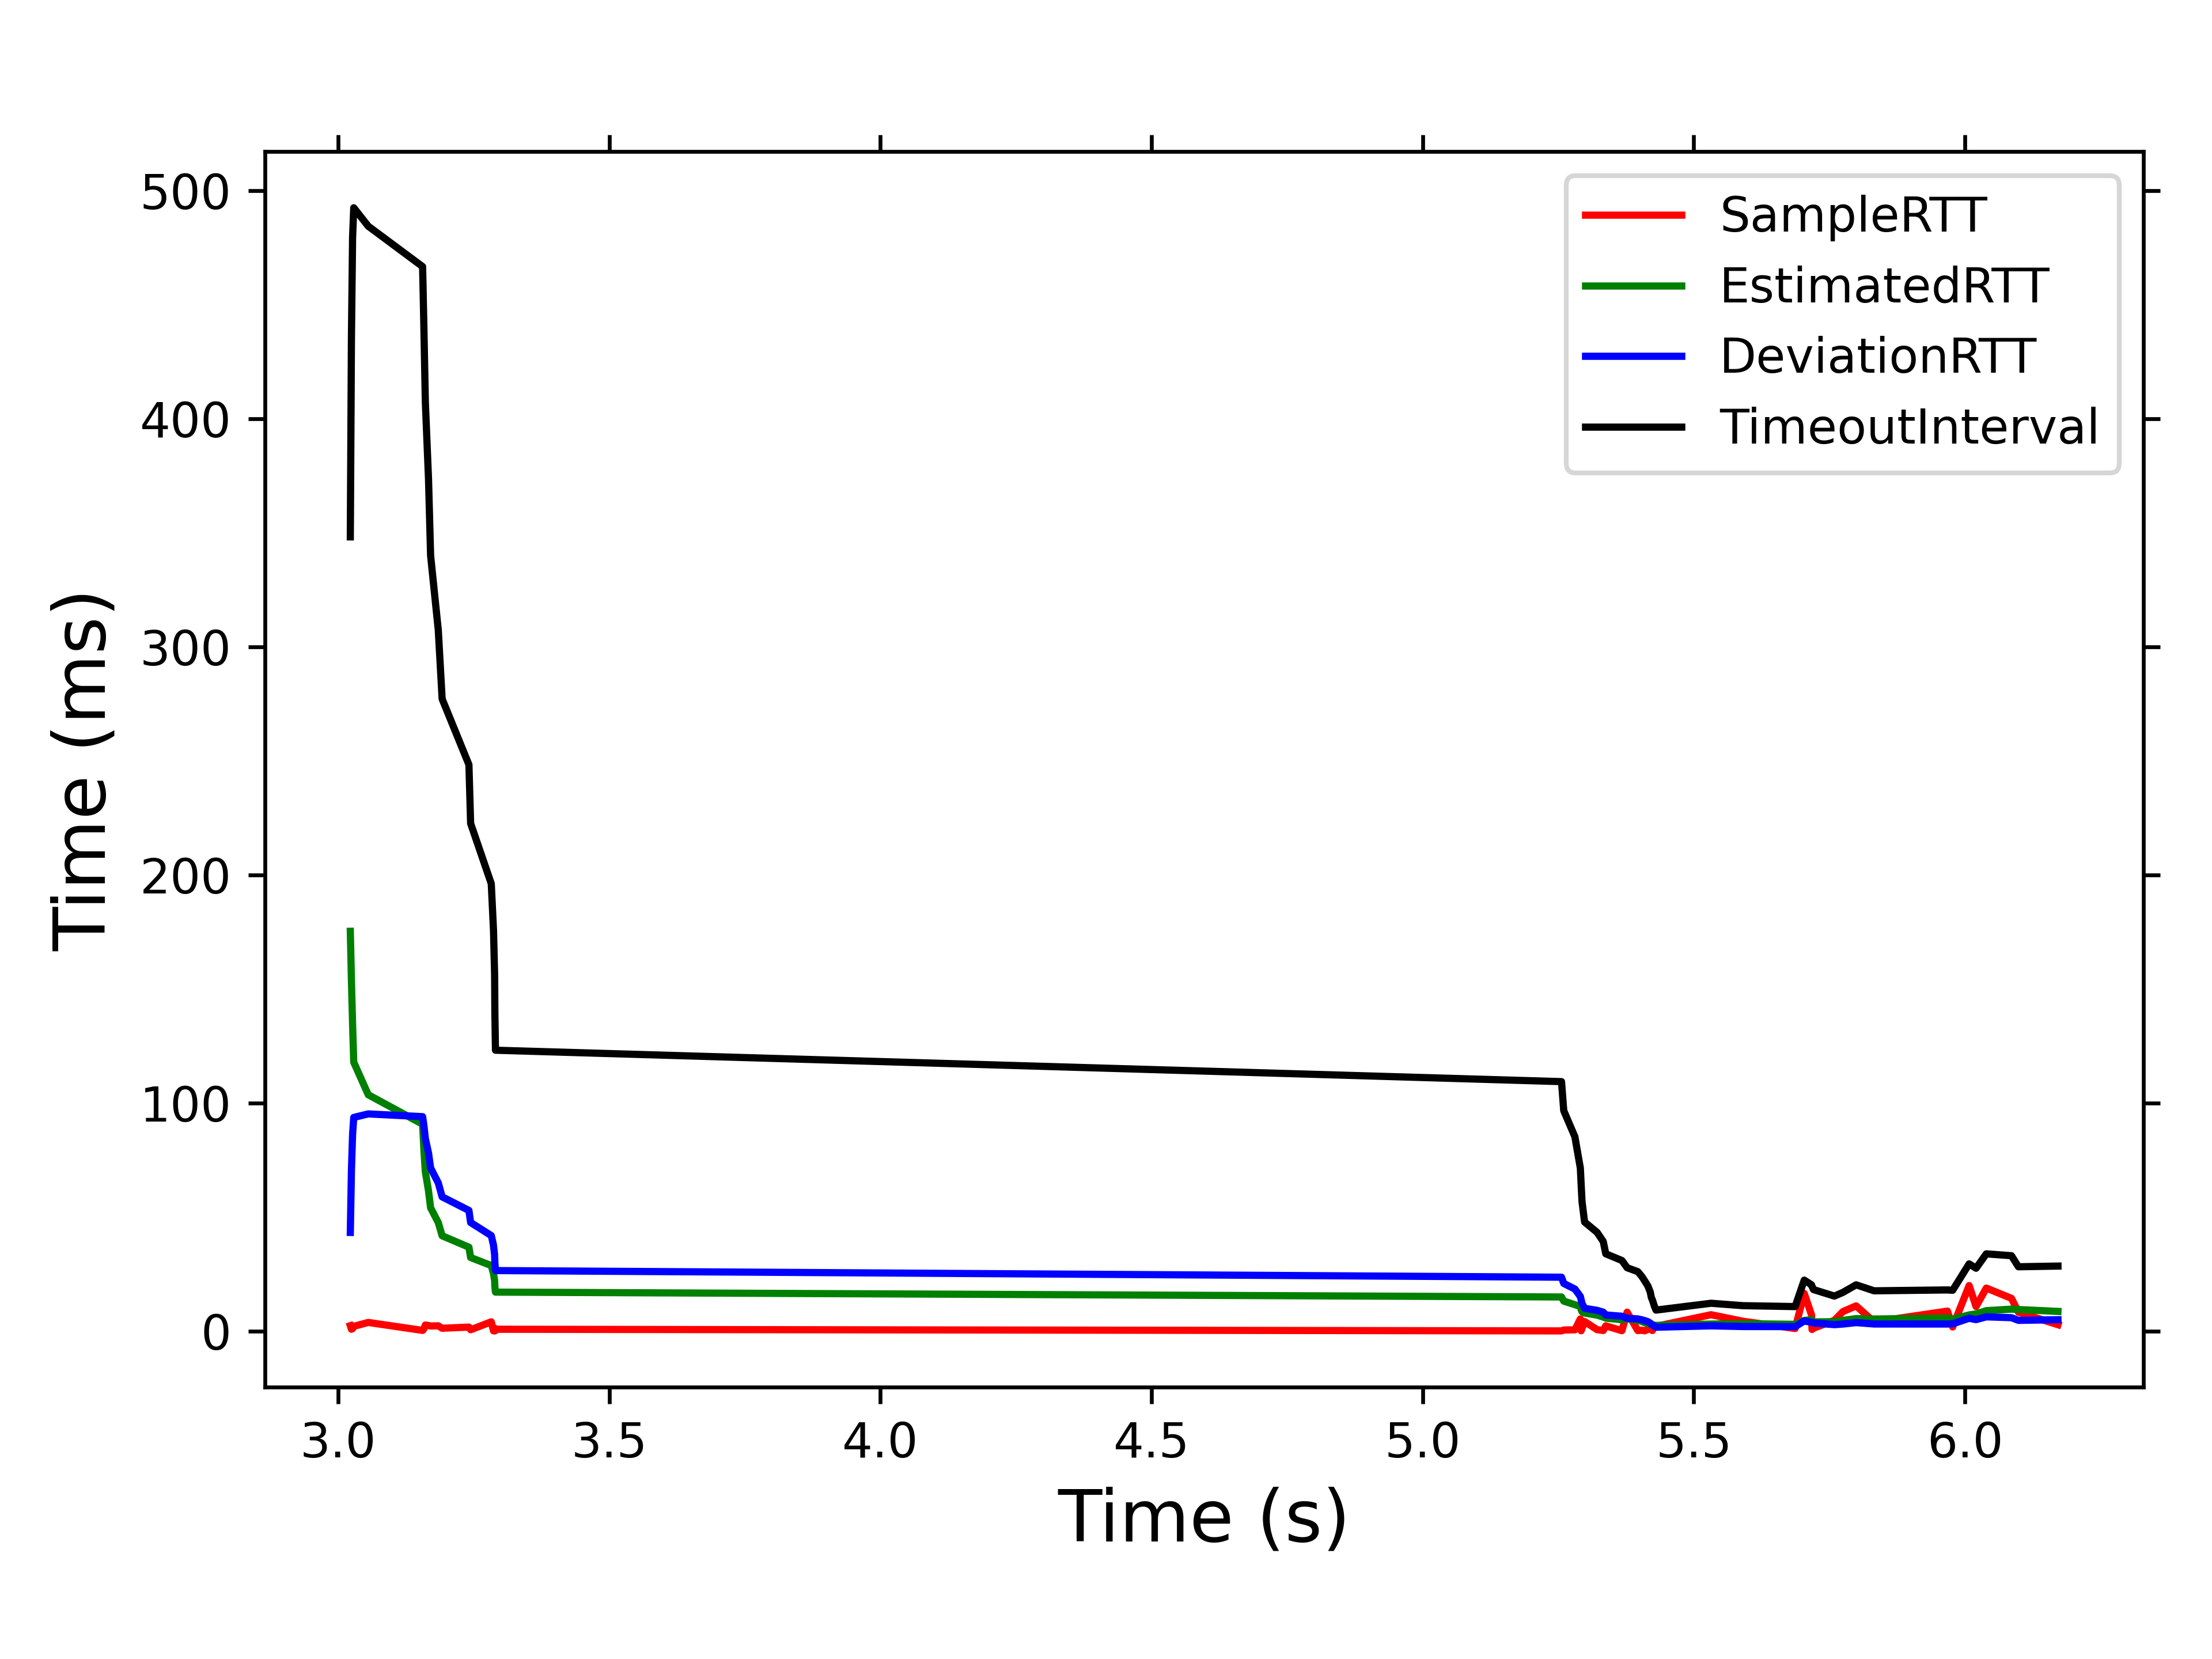 SampleRTT
EstimatedRTT
DeviationRTT
TimeoutInterval
500
400
300
200
100
0
Time (ms)
3.0 3.5 4.0 4.5 5.0 5.5 6.0
Time (s)